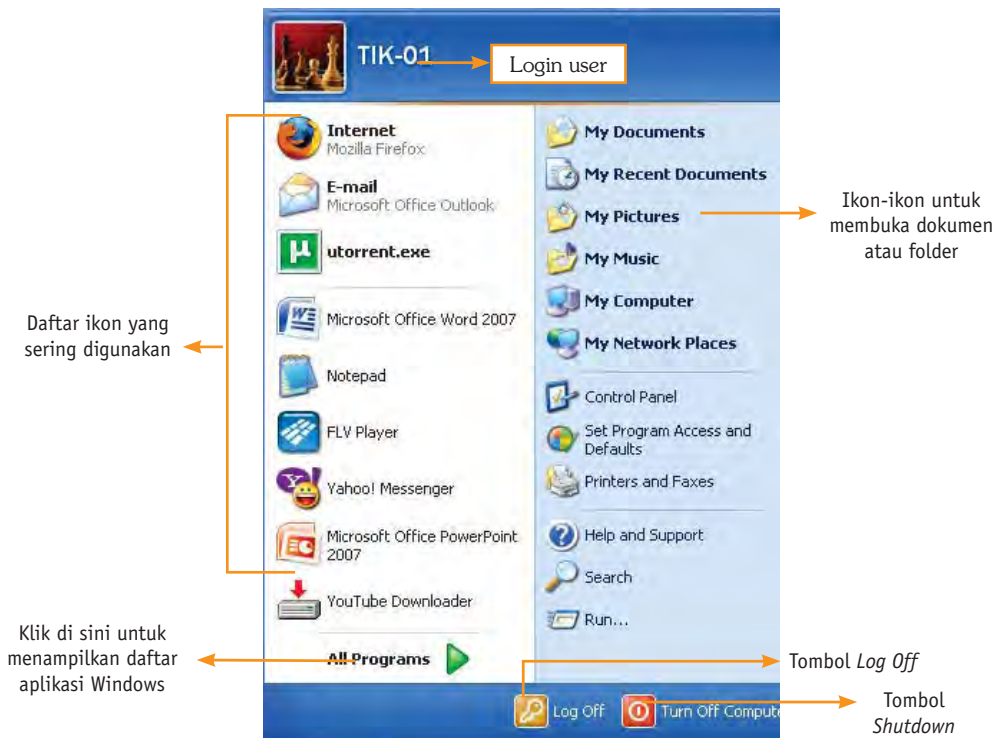 TIK-01
Login user
Internet
Mozilla Firefox
E-mail
Microsoft Office Outlook
utorrent.exe
Microsoft Office Word 2007
Notepad
FLV Player
Yahoo! Messenger
Microsoft Office PowerPoint
2007
YouTube Downloader
All Programs
My Documents
My Recent Documents
My Pictures
My Music
My Computer
My Network Places
Control Panel
Set Program Access and
Defaults
Printers and Faxes
Help and Support
Search
Run...
Log Off
Turn Off Compute
Daftar ikon yang
sering digunakan
Klik di sini untuk
menampilkan daftar
aplikasi Windows
Ikon-ikon untuk
membuka dokumen
atau folder
Tombol Log Off
Tombol
Shutdown